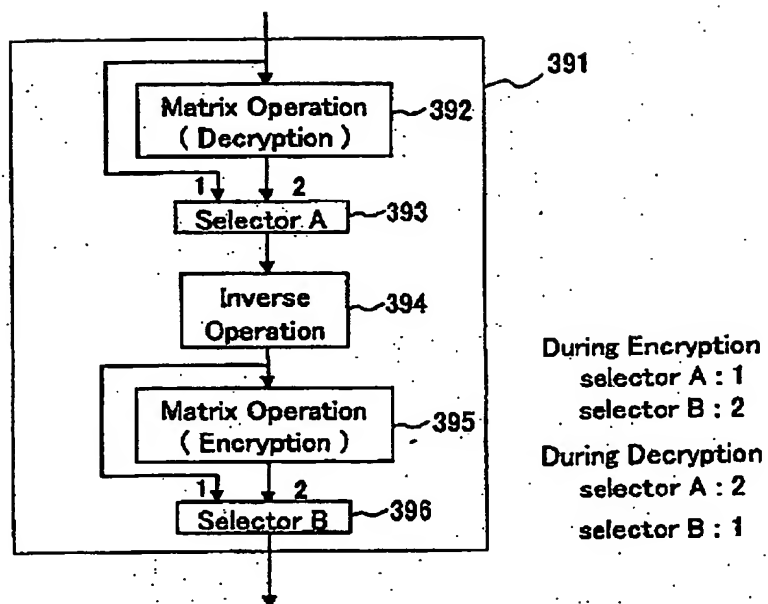 391
Matrix Operation
( Decryption )
392
1
2
Selector A
393
Inverse
Operation
394
Matrix Operation
( Encryption )
395
1
2
Selector B
396
During Encryption
selector A : 1
selector B : 2
During Decryption
selector A : 2
selector B : 1